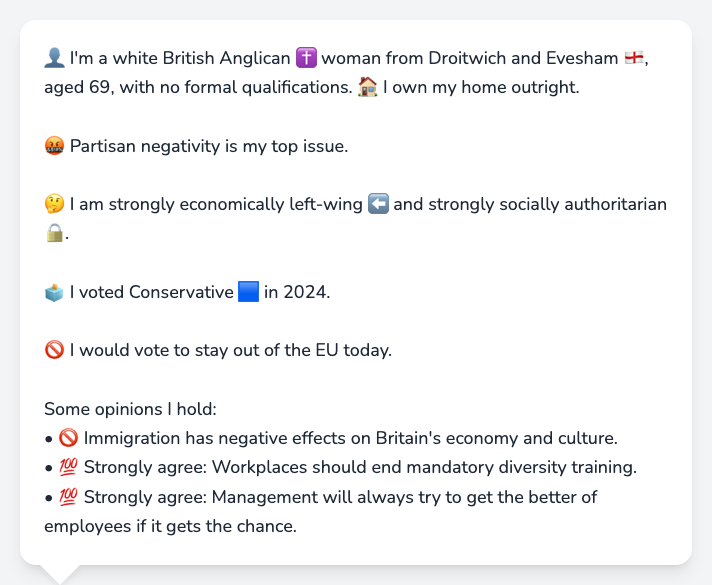 👤 I'm a white British Anglican ✝️ woman from Droitwich and Evesham 🏴󠁧󠁢󠁥󠁮󠁧󠁿,
aged 69, with no formal qualifications. 🏠 I own my home outright.
🤬 Partisan negativity is my top issue.
🤔 I am strongly economically left-wing ⬅️ and strongly socially authoritarian
🔒.
🗳️ I voted Conservative 🟦 in 2024.
🚫 I would vote to stay out of the EU today.
Some opinions I hold:
• 🚫 Immigration has negative effects on Britain's economy and culture.
• 💯 Strongly agree: Workplaces should end mandatory diversity training.
• 💯 Strongly agree: Management will always try to get the better of
employees if it gets the chance.